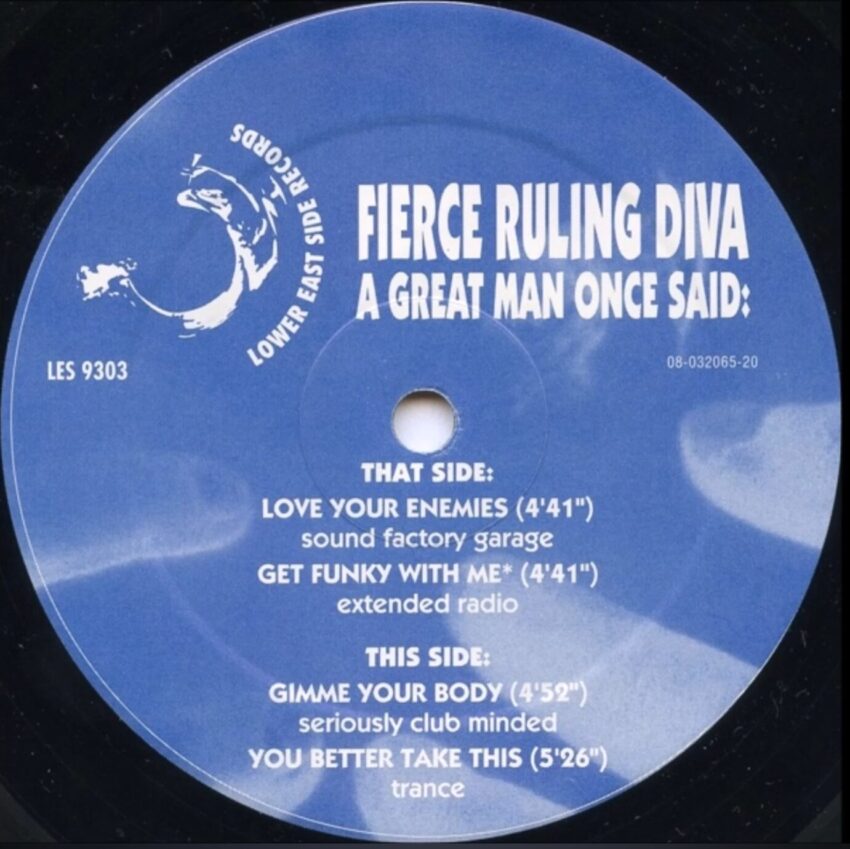 LOWER EAST SIDE RECORDS
FIERCE RULING DIVA
A GREAT MAN ONCE SAID:
LES 9303
08-032065-20
THAT SIDE:
LOVE YOUR ENEMIES (4'41")
sound factory garage
GET FUNKY WITH ME* (4'41")
extended radio
THIS SIDE:
GIMME YOUR BODY (4'52")
seriously club minded
YOU BETTER TAKE THIS (5'26")
trance